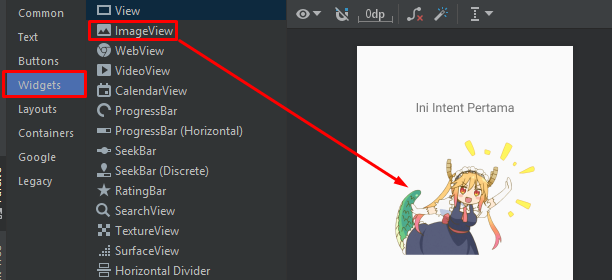 Common
Text
Buttons
Widgets
Layouts
Containers
Google
Legacy
View
ImageView
WebView
VideoView
CalendarView
ProgressBar
ProgressBar (Horizontal)
SeekBar
SeekBar (Discrete)
RatingBar
SearchView
TextureView
SurfaceView
Horizontal Divider
0dp
Ini Intent Pertama